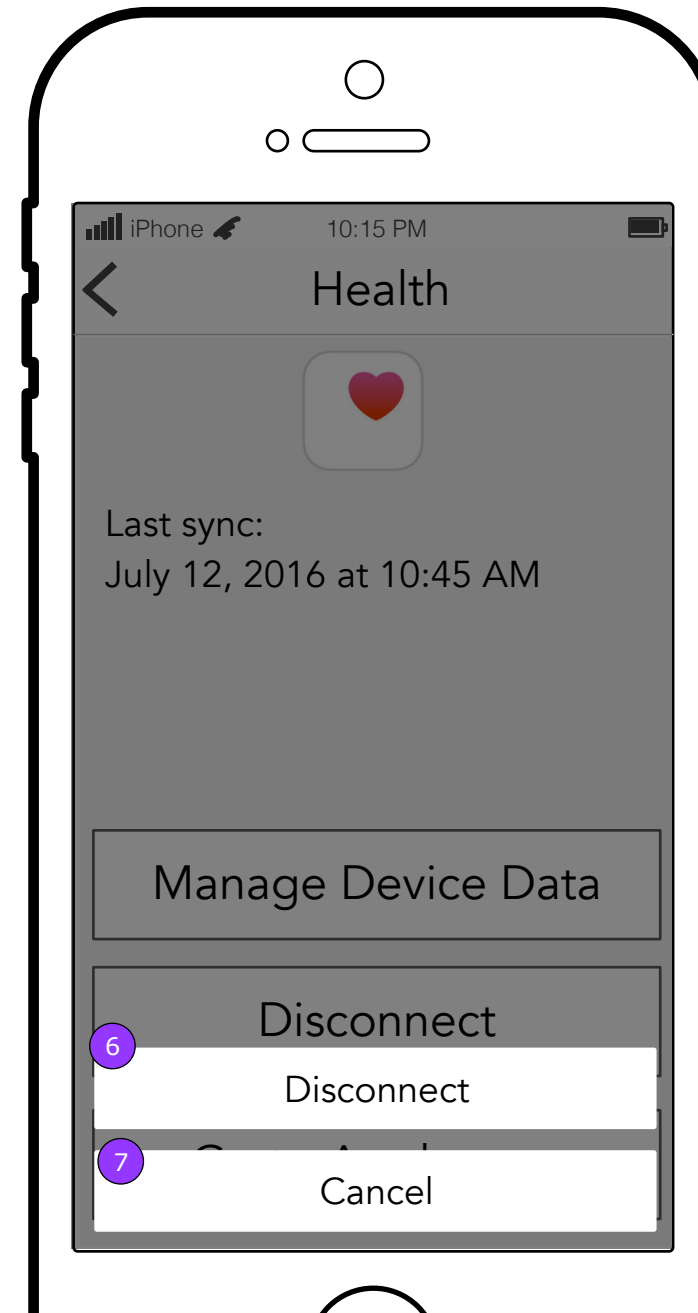 iPhone 10:15 PM
Health
Last sync:
July 12, 2016 at 10:45 AM
Manage Device Data
Disconnect
6
Disconnect
7
Cancel